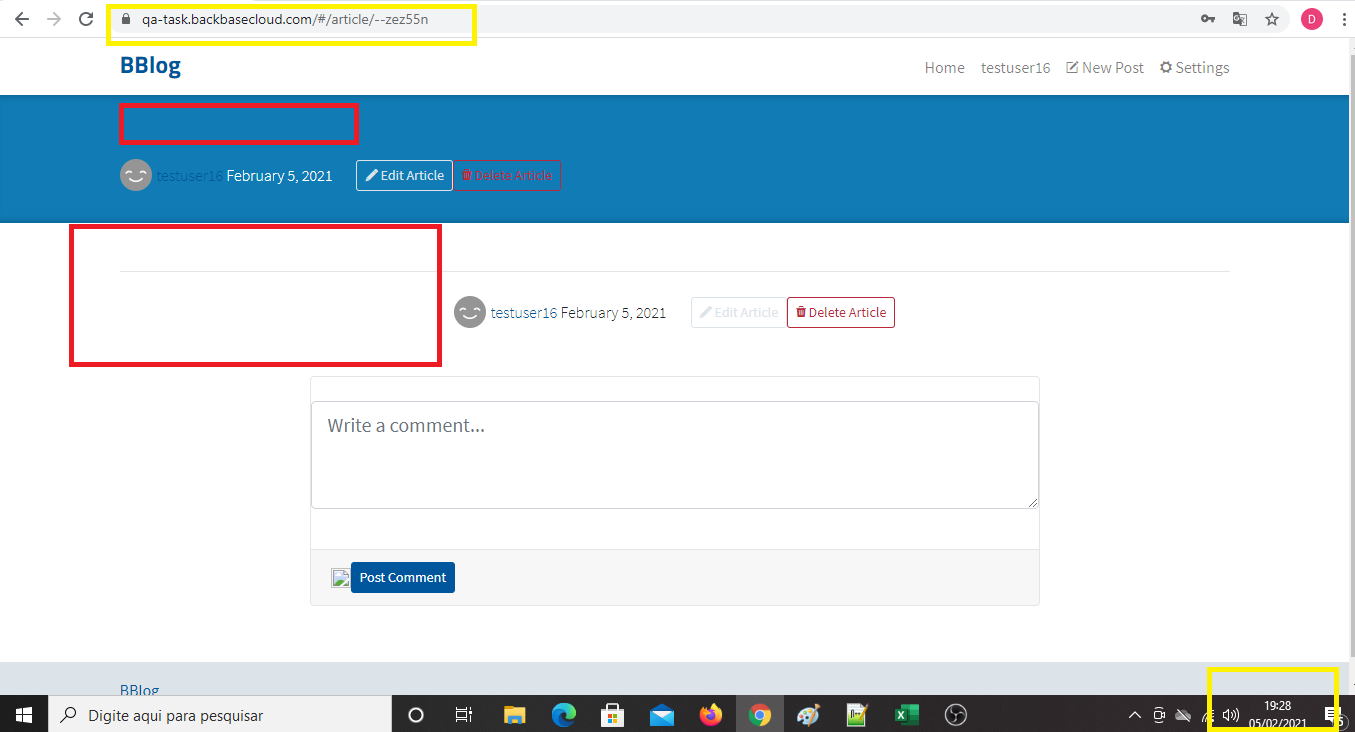 qa-task.backbasecloud.com/#/article/--zez55n
D
BBlog
Home testuser16 New Post Settings
testuser16 February 5, 2021 Edit Article Delete Article
testuser16 February 5, 2021 Edit Article Delete Article
Write a comment...
Post Comment
BBlog
Digite aqui para pesquisar
19:28
05/02/2021